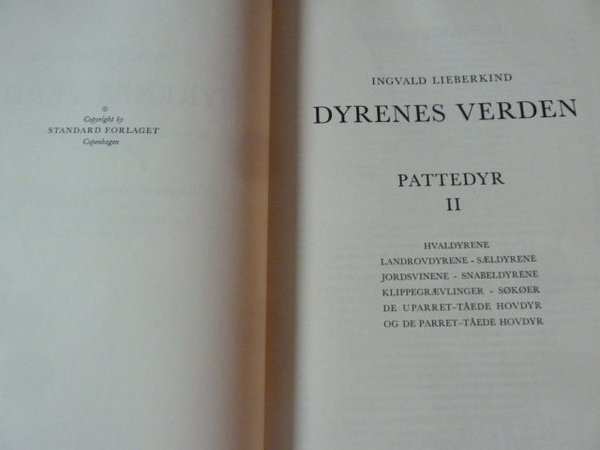 ©
Copyright by
STANDARD FORLAGET
Copenhagen
INGVALD LIEBERKIND
DYRENES VERDEN
PATTEDYR
II
HVALDYRENE
LANDROVDYRENE - SÆLDYRENE
JORDSVINENE - SNABELDYRENE
KLIPPEGRÆVLINGER - SØKØER
DE UPARRET-TÅEDE HOVDYR
OG DE PARRET-TÅEDE HOVDYR